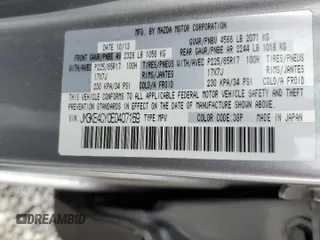 MFD. BY MAZDA MOTOR CORPORATION
DATE 10/13 GVWR/PNBV 4566 LB 2071 KG
FRONT GAWR/PNBE AV 2328 LB 1056 KG REAR GAWR/PNBE AR 2244 LB 1018 KG
WITH/AVEC P225/65R17 100H TIRES/PNEUS WITH/AVEC P225/65R17 100H TIRES/PNEUS
17X7J RIMS/JANTES 17X7J RIMS/JANTES
230 KPA/34 PSI COLD/A FROID 230 KPA/34 PSI COLD/A FROID
THIS VEHICLE CONFORMS TO ALL APPLICABLE FEDERAL MOTOR VEHICLE
SAFETY, BUMPER AND THEFT PREVENTION STANDARDS IN
EFFECT ON THE DATE OF MANUFACTURE SHOWN ABOVE.
V.I.N. JM3KE4CY0E0407169 TYPE: MPV COLOR CODE: 38P MADE IN JAPAN
DREAMBID